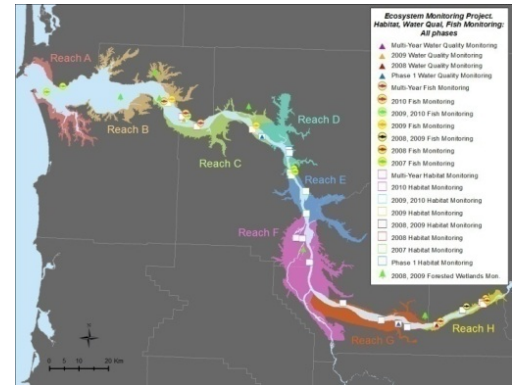 Ecosystem Monitoring Project.
Habitat, Water Qual, Fish Monitoring:
All phases
Multi-Year Water Quality Monitoring
2009 Water Quality Monitoring
2008 Water Quality Monitoring
Phase 1 Water Quality Monitoring
Multi-Year Fish Monitoring
2010 Fish Monitoring
2009, 2010 Fish Monitoring
2009 Fish Monitoring
2008, 2009 Fish Monitoring
2008 Fish Monitoring
2007 Fish Monitoring
Multi-Year Habitat Monitoring
2010 Habitat Monitoring
2009, 2010 Habitat Monitoring
2009 Habitat Monitoring
2008, 2009 Habitat Monitoring
2008 Habitat Monitoring
2007 Habitat Monitoring
Phase 1 Habitat Monitoring
2008, 2009 Forested Wetlands Mon.
Reach A
Reach B
Reach C
Reach D
Reach E
Reach F
Reach G
Reach H
0 5 10 20 Km